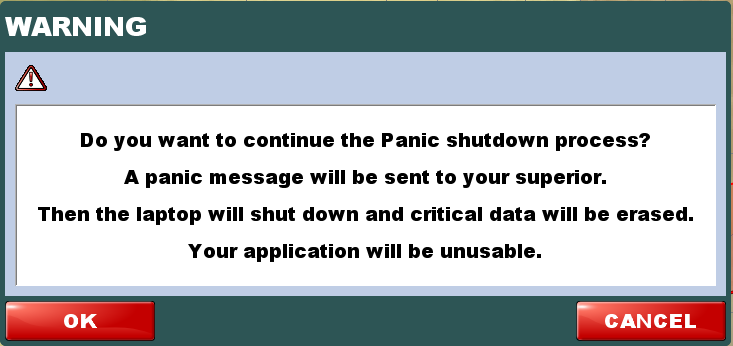 WARNING
Do you want to continue the Panic shutdown process?
A panic message will be sent to your superior.
Then the laptop will shut down and critical data will be erased.
Your application will be unusable.
OK
CANCEL